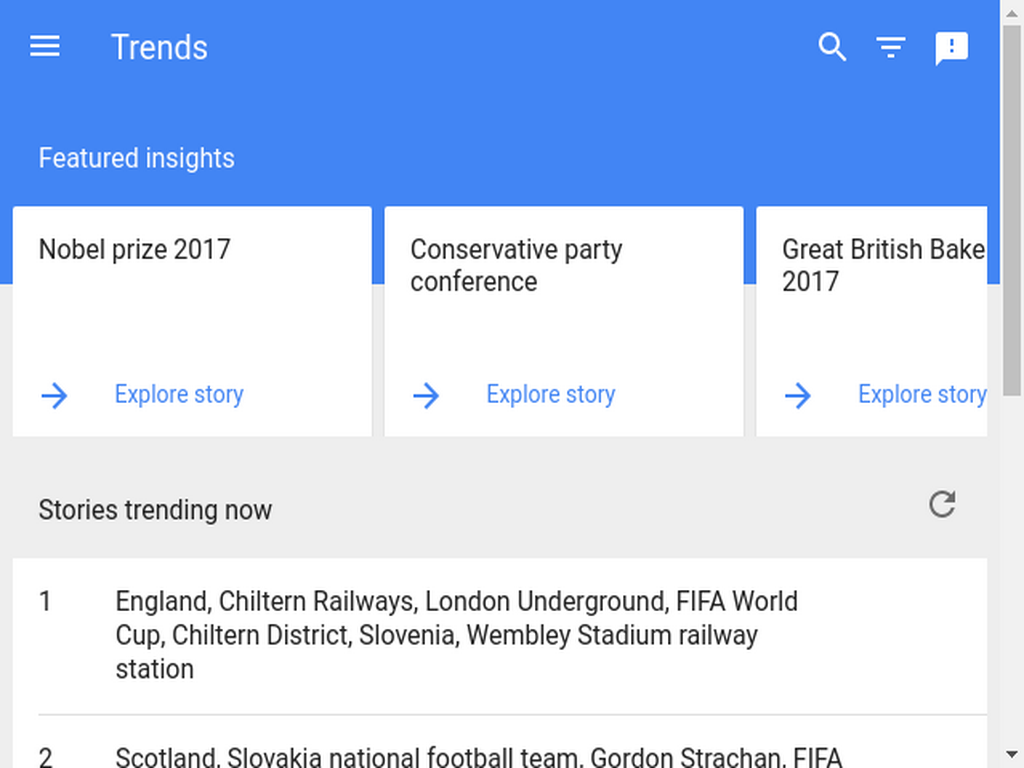 Trends
Featured insights
Nobel prize 2017
Conservative party
conference
Great British Bake
2017
Explore story
Explore story
Explore story
Stories trending now
1
England, Chiltern Railways, London Underground, FIFA World
Cup, Chiltern District, Slovenia, Wembley Stadium railway
station
2
Scotland, Slovakia national football team, Gordon Strachan, FIFA